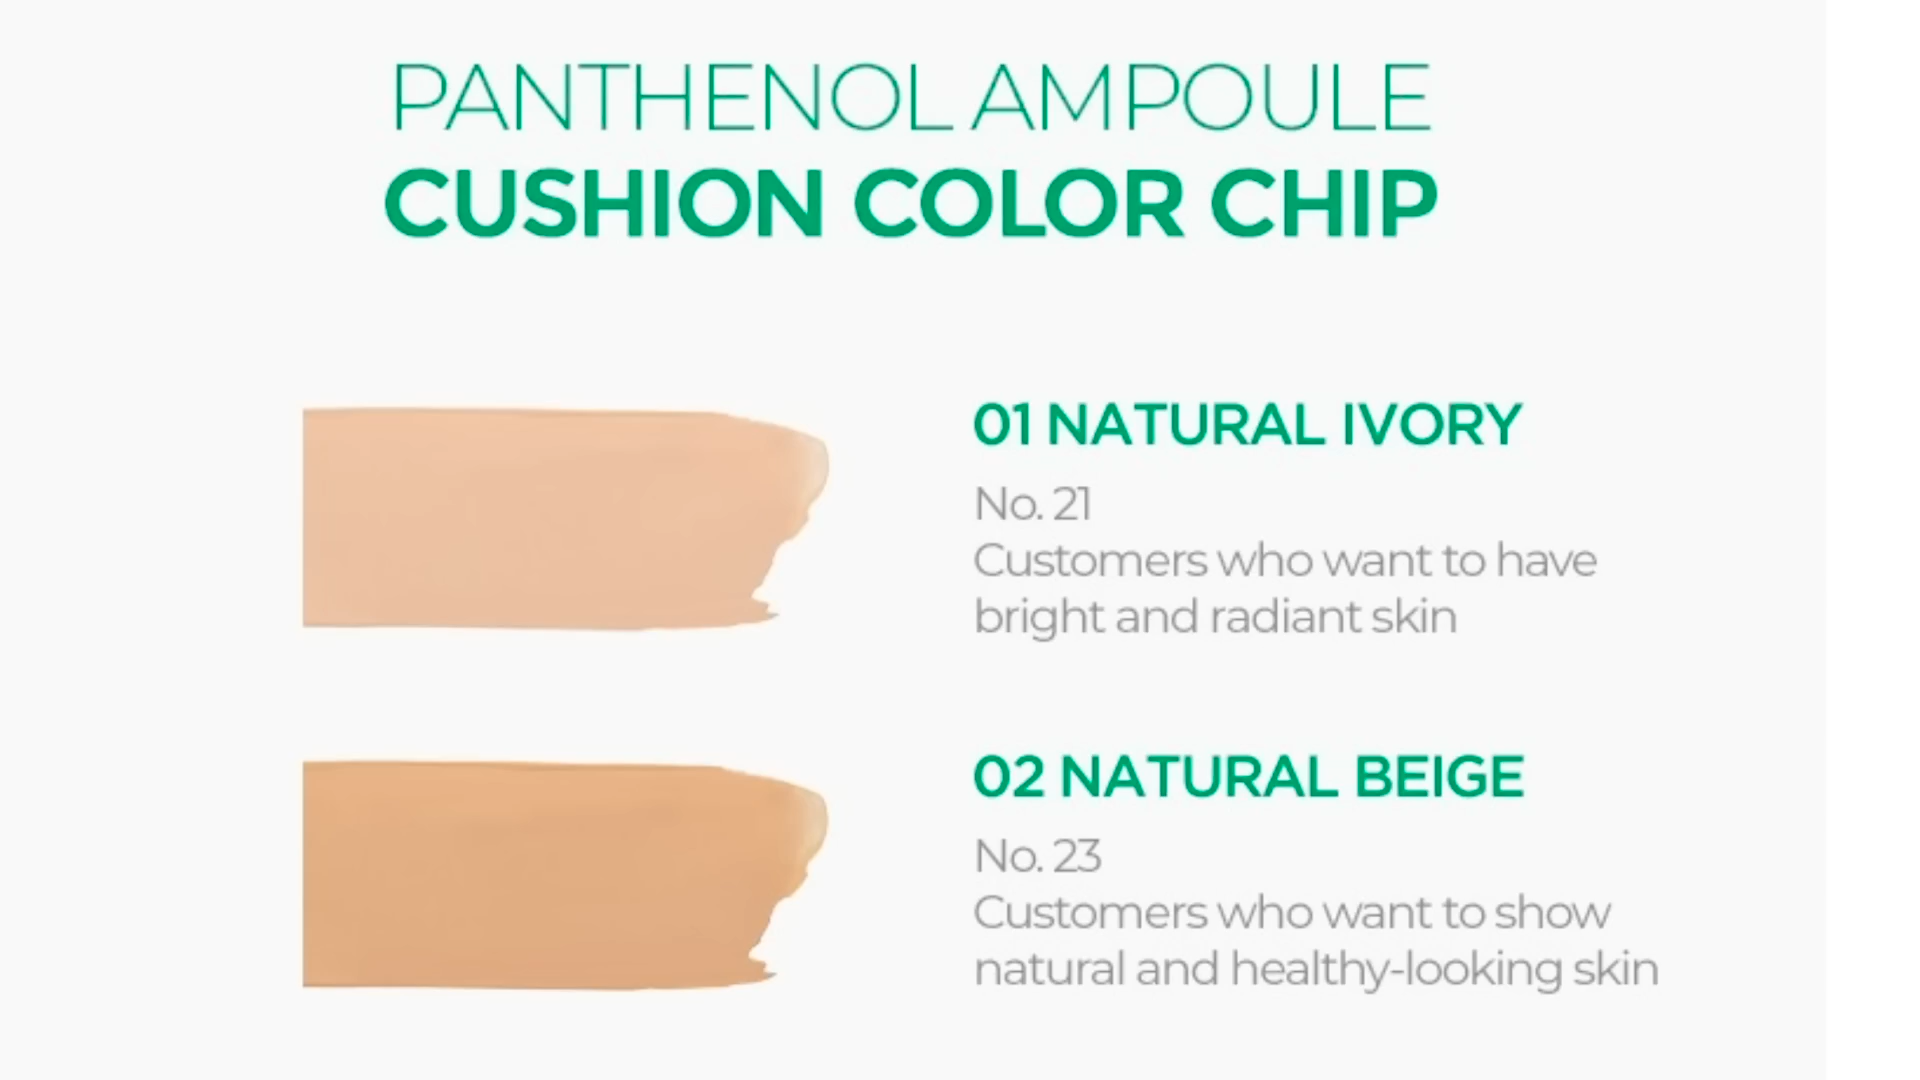 PANTHENOL AMPOULE
CUSHION COLOR CHIP
01 NATURAL IVORY
No. 21
Customers who want to have
bright and radiant skin
02 NATURAL BEIGE
No. 23
Customers who want to show
natural and healthy-looking skin